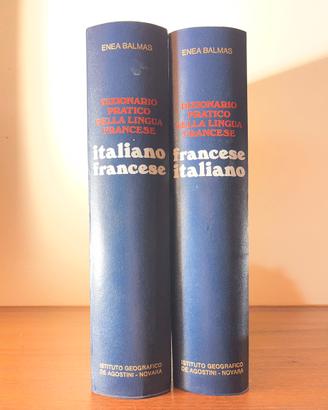 ENEA BALMAS
DIZIONARIO
PRATICO
DELLA LINGUA
FRANCESE
italiano
francese
ISTITUTO GEOGRAFICO
DE AGOSTINI - NOVARA
ENEA BALMAS
DIZIONARIO
PRATICO
DELLA LINGUA
FRANCESE
francese
italiano
ISTITUTO GEOGRAFICO
DE AGOSTINI - NOVARA